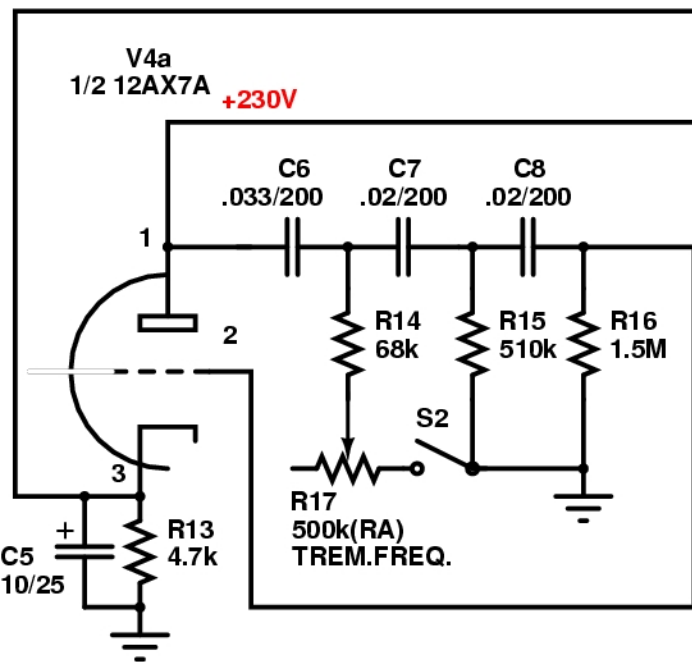 V4a
1/2 12AX7A
+230V
C6
.033/200
C7
.02/200
C8
.02/200
1
2
3
R14
68k
R15
510k
R16
1.5M
S2
R17
500k(RA)
TREM.FREQ.
+
C5
10/25
R13
4.7k